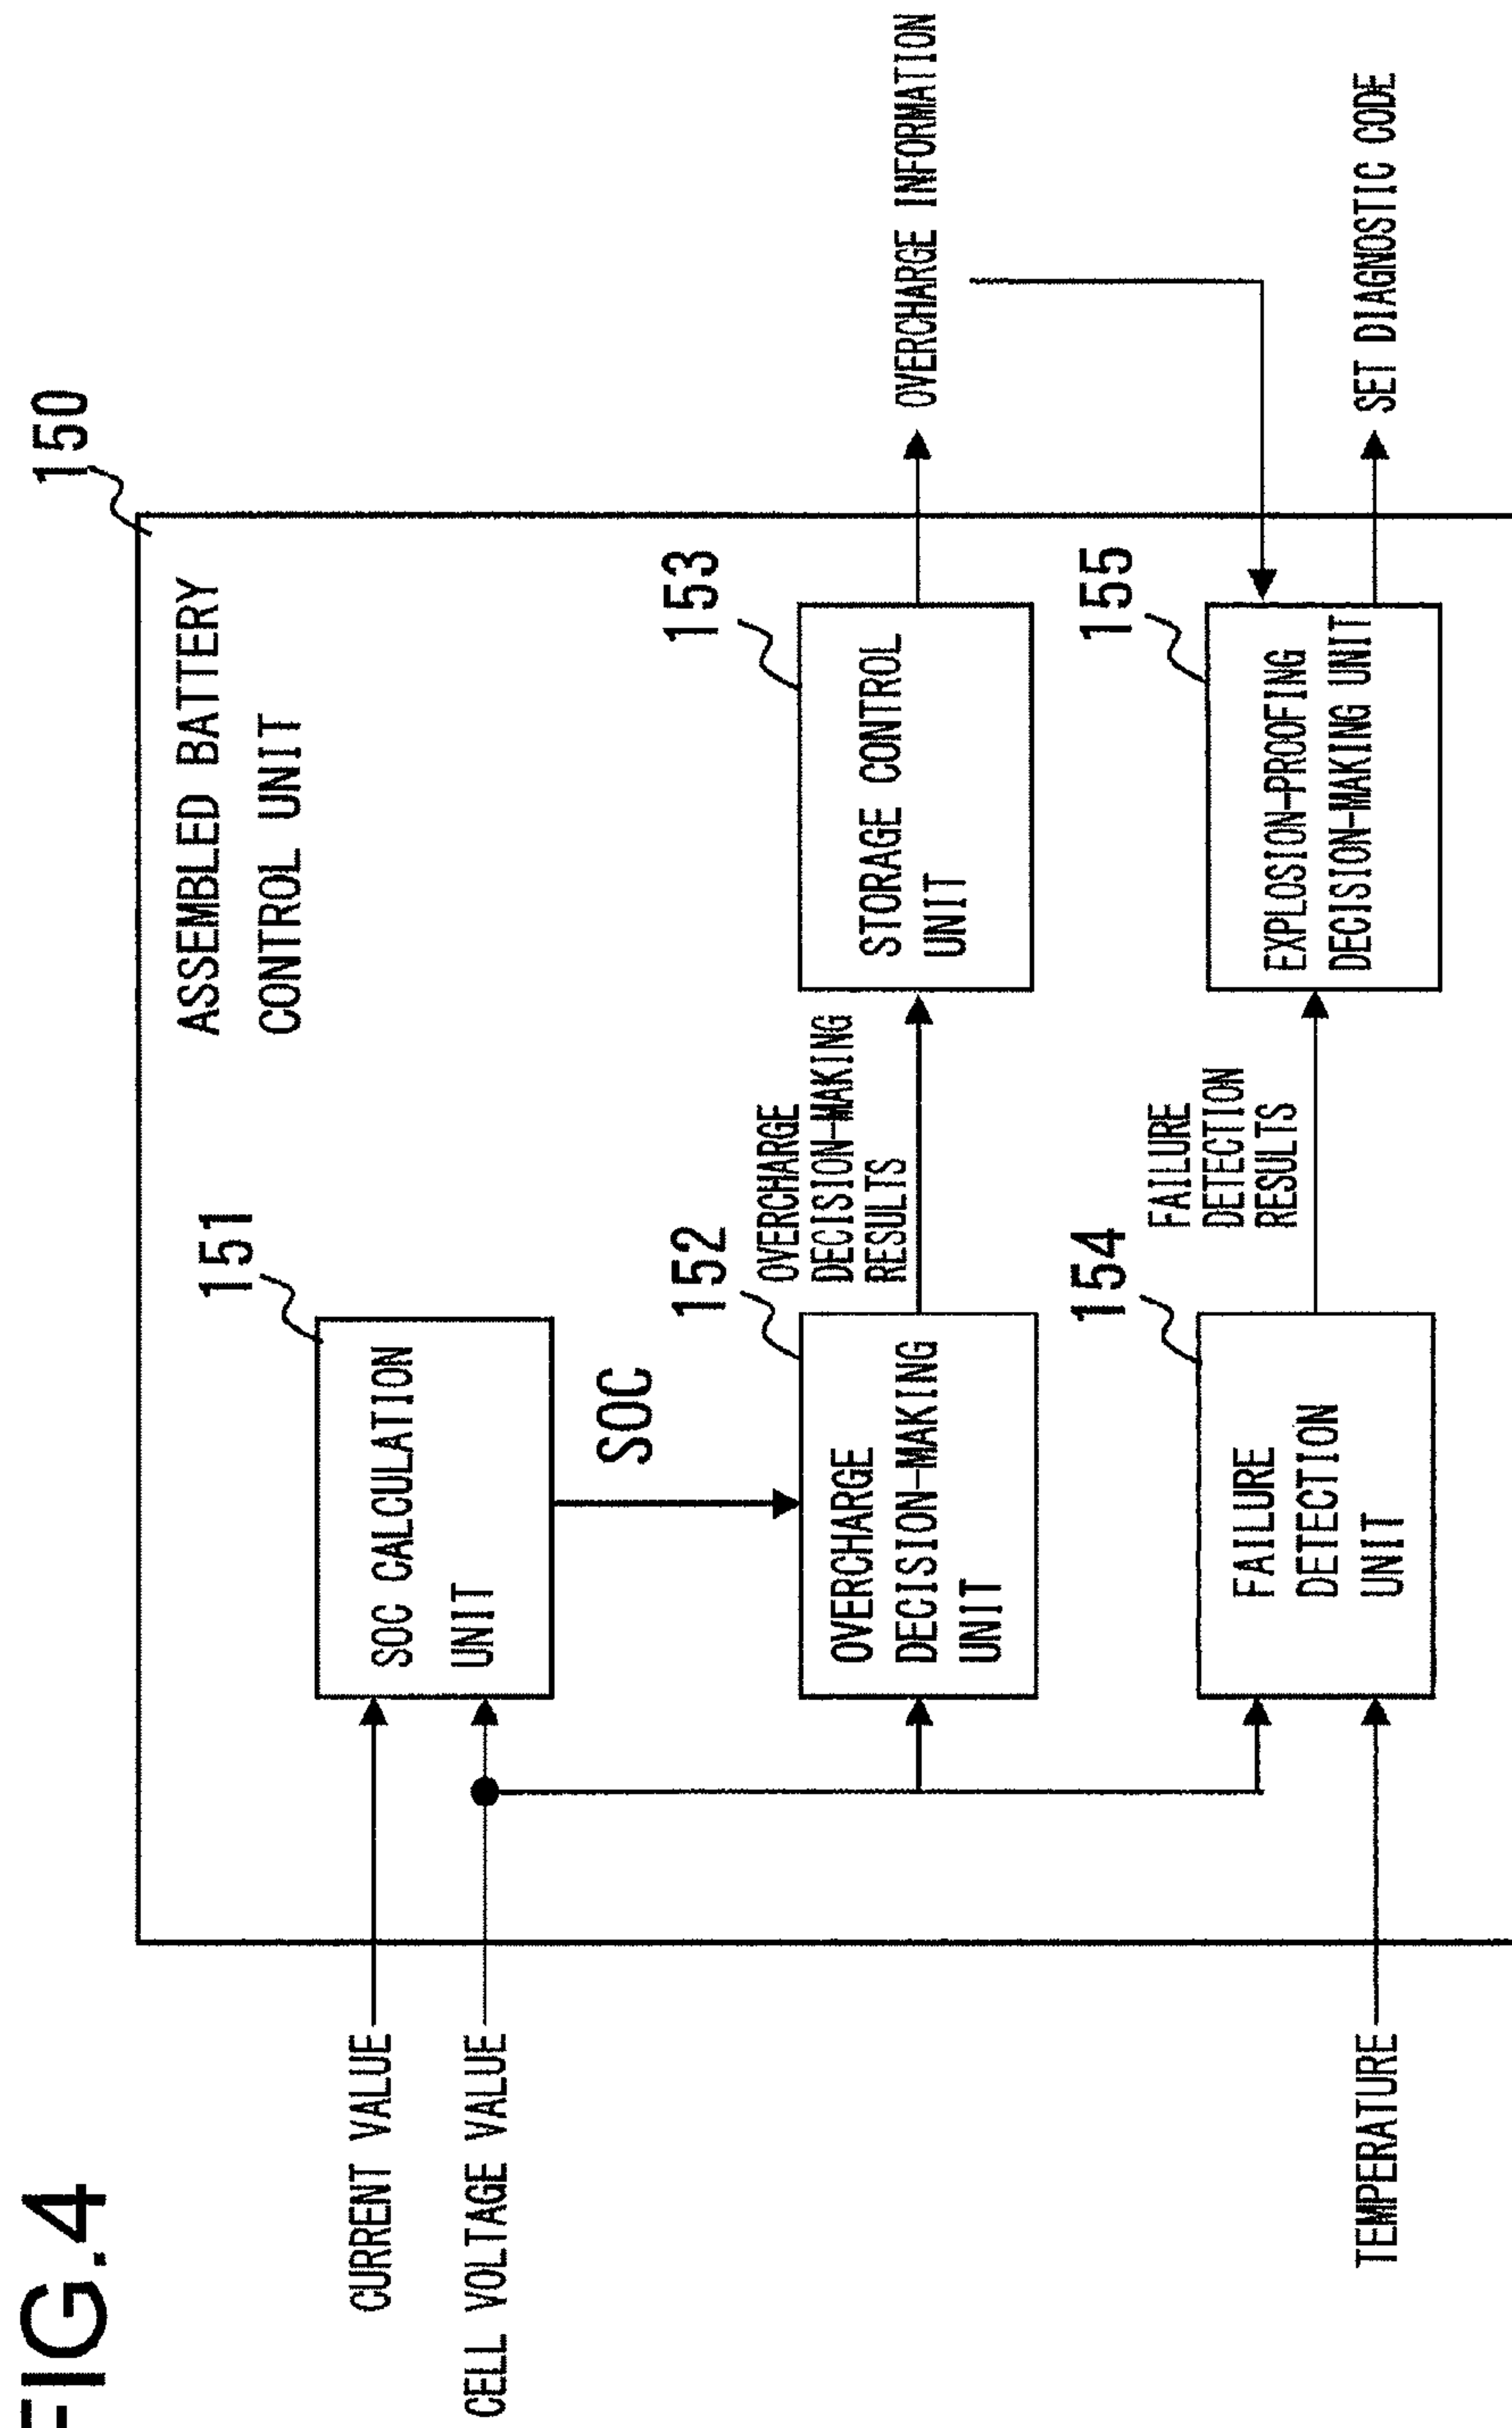 FIG.4
150
ASSEMBLED BATTERY
CONTROL UNIT
151
CURRENT VALUE
SOC CALCULATION
UNIT
CELL VOLTAGE VALUE
SOC
152
OVERCHARGE
DECISION-MAKING
RESULTS
153
OVERCHARGE
DECISION-MAKING
UNIT
STORAGE CONTROL
UNIT
OVERCHARGE INFORMATION
154
FAILURE
DETECTION
RESULTS
155
FAILURE
DETECTION
UNIT
EXPLOSION-PROOFING
DECISION-MAKING UNIT
TEMPERATURE
SET DIAGNOSTIC CODE